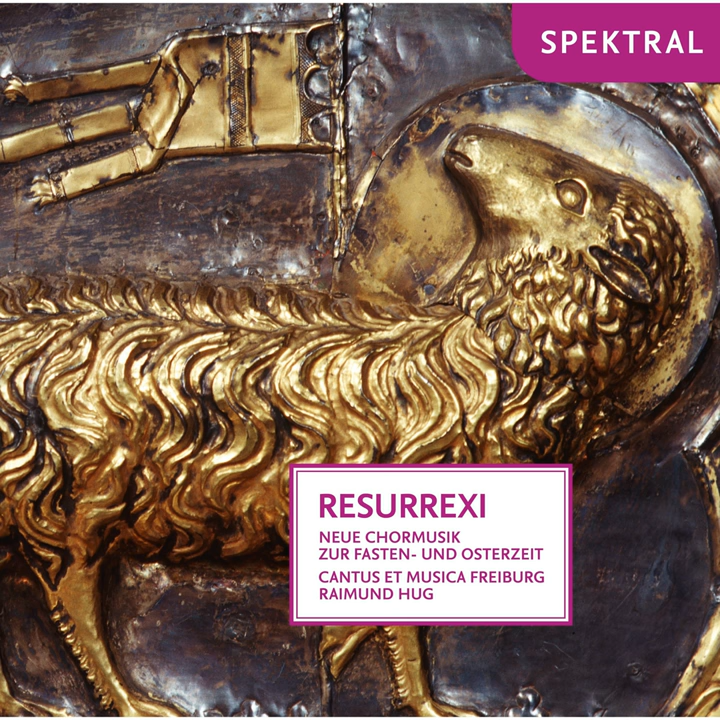 SPEKTRAL
RESURREXI
NEUE CHORMUSIK
ZUR FASTEN- UND OSTERZEIT
CANTUS ET MUSICA FREIBURG
RAIMUND HUG